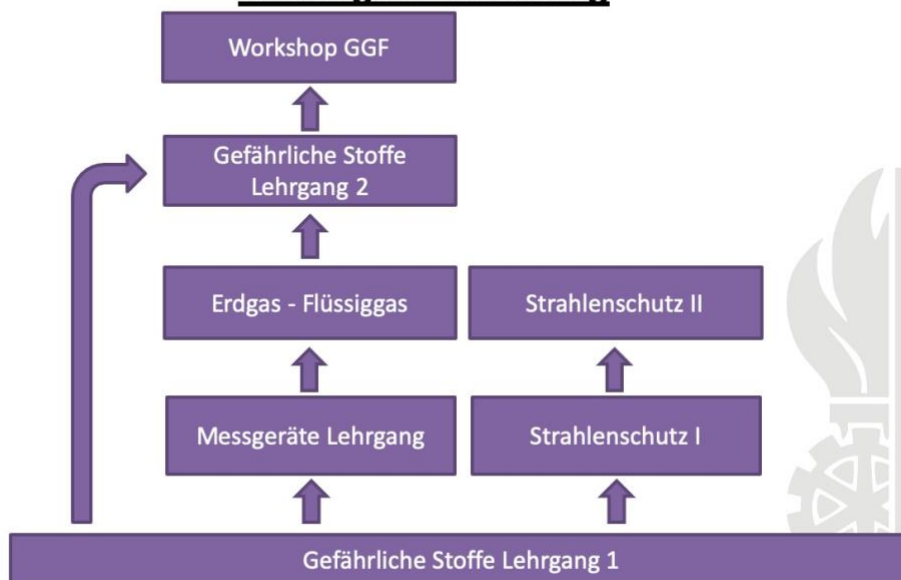 Workshop GGF
Gefährliche Stoffe
Lehrgang 2
Erdgas - Flüssiggas
Strahlenschutz II
Messgeräte Lehrgang
Strahlenschutz I
Gefährliche Stoffe Lehrgang 1